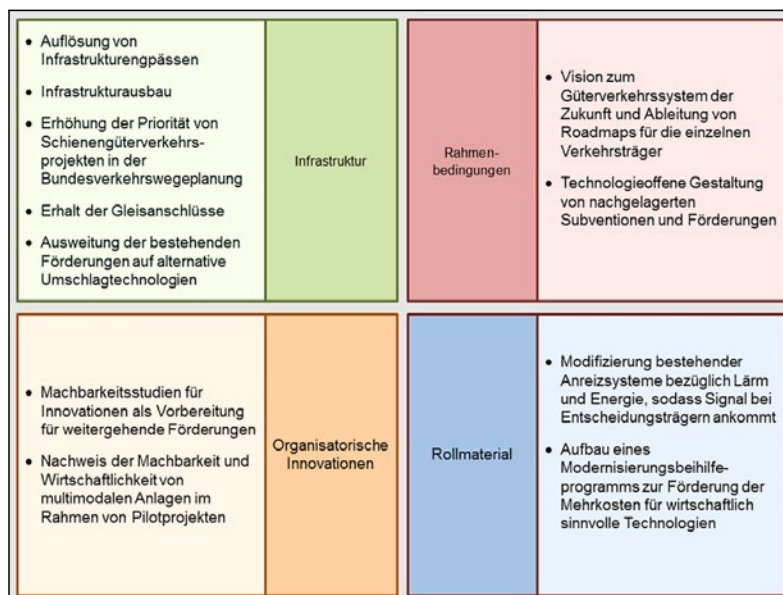 • Auflösung von
Infrastrukturengpässen
• Infrastrukturausbau
• Erhöhung der Priorität von
Schienengüterverkehrs-
projekten in der
Bundesverkehrswegeplanung
• Erhalt der Gleisanschlüsse
• Ausweitung der bestehenden
Förderungen auf alternative
Umschlagtechnologien
Infrastruktur
Rahmen-
bedingungen
• Vision zum
Güterverkehrssystem der
Zukunft und Ableitung von
Roadmaps für die einzelnen
Verkehrsträger
• Technologieoffene Gestaltung
von nachgelagerten
Subventionen und Förderungen
• Machbarkeitsstudien für
Innovationen als Vorbereitung
für weitergehende Förderungen
• Nachweis der Machbarkeit und
Wirtschaftlichkeit von
multimodalen Anlagen im
Rahmen von Pilotprojekten
Organisatorische
Innovationen
Rollmaterial
• Modifizierung bestehender
Anreizsysteme bezüglich Lärm
und Energie, sodass Signal bei
Entscheidungsträgern ankommt
• Aufbau eines
Modernisierungsbeihilfe-
programms zur Förderung der
Mehrkosten für wirtschaftlich
sinnvolle Technologien